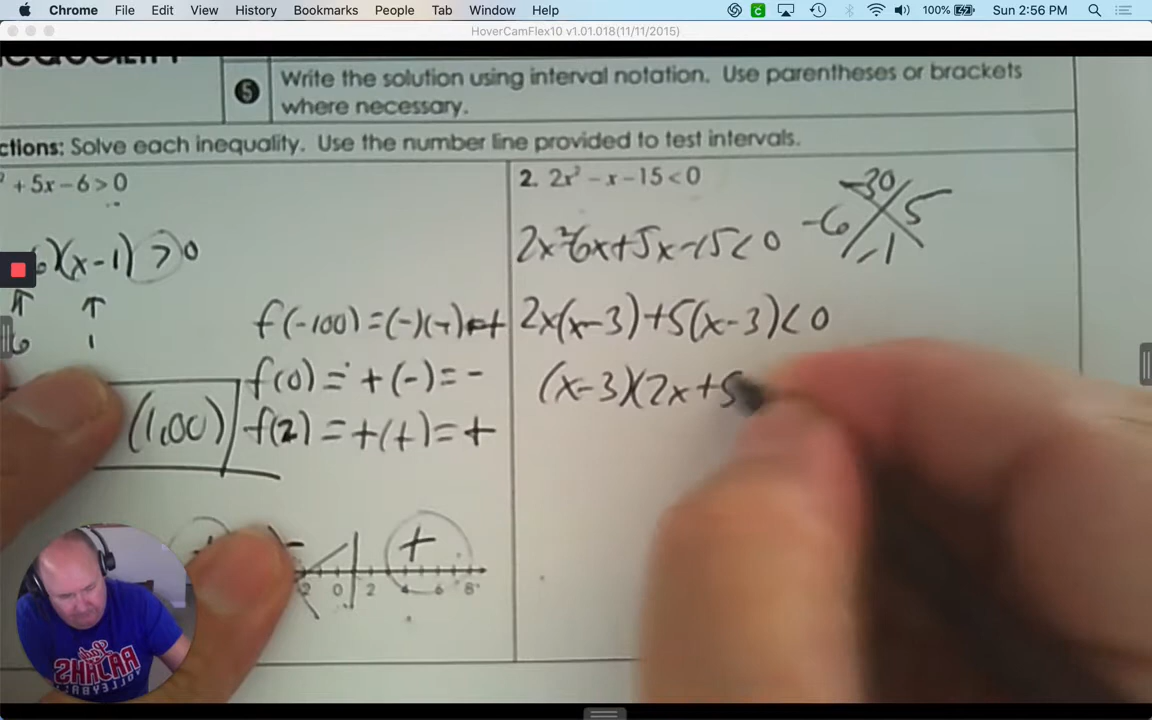 Chrome File Edit View History Bookmarks People Tab Window Help 100% Sun 2:56 PM
HoverCamFlex10 v1.01.018(11/11/2015)
5 Write the solution using interval notation. Use parentheses or brackets
where necessary.
ctions: Solve each inequality. Use the number line provided to test intervals.
² + 5x – 6 > 0
)(x-1) > 0
1
f(-100) = (-)(-) = +
f(0) = + (-) = -
(1,∞) f(2) = +(+) = +
- +
2 0 2 4 6 8
2. 2x² – x – 15 < 0
-30
-6 5
-1
2x²-6x+5x-15<0
2x(x-3)+5(x-3)<0
(x-3)(2x+5